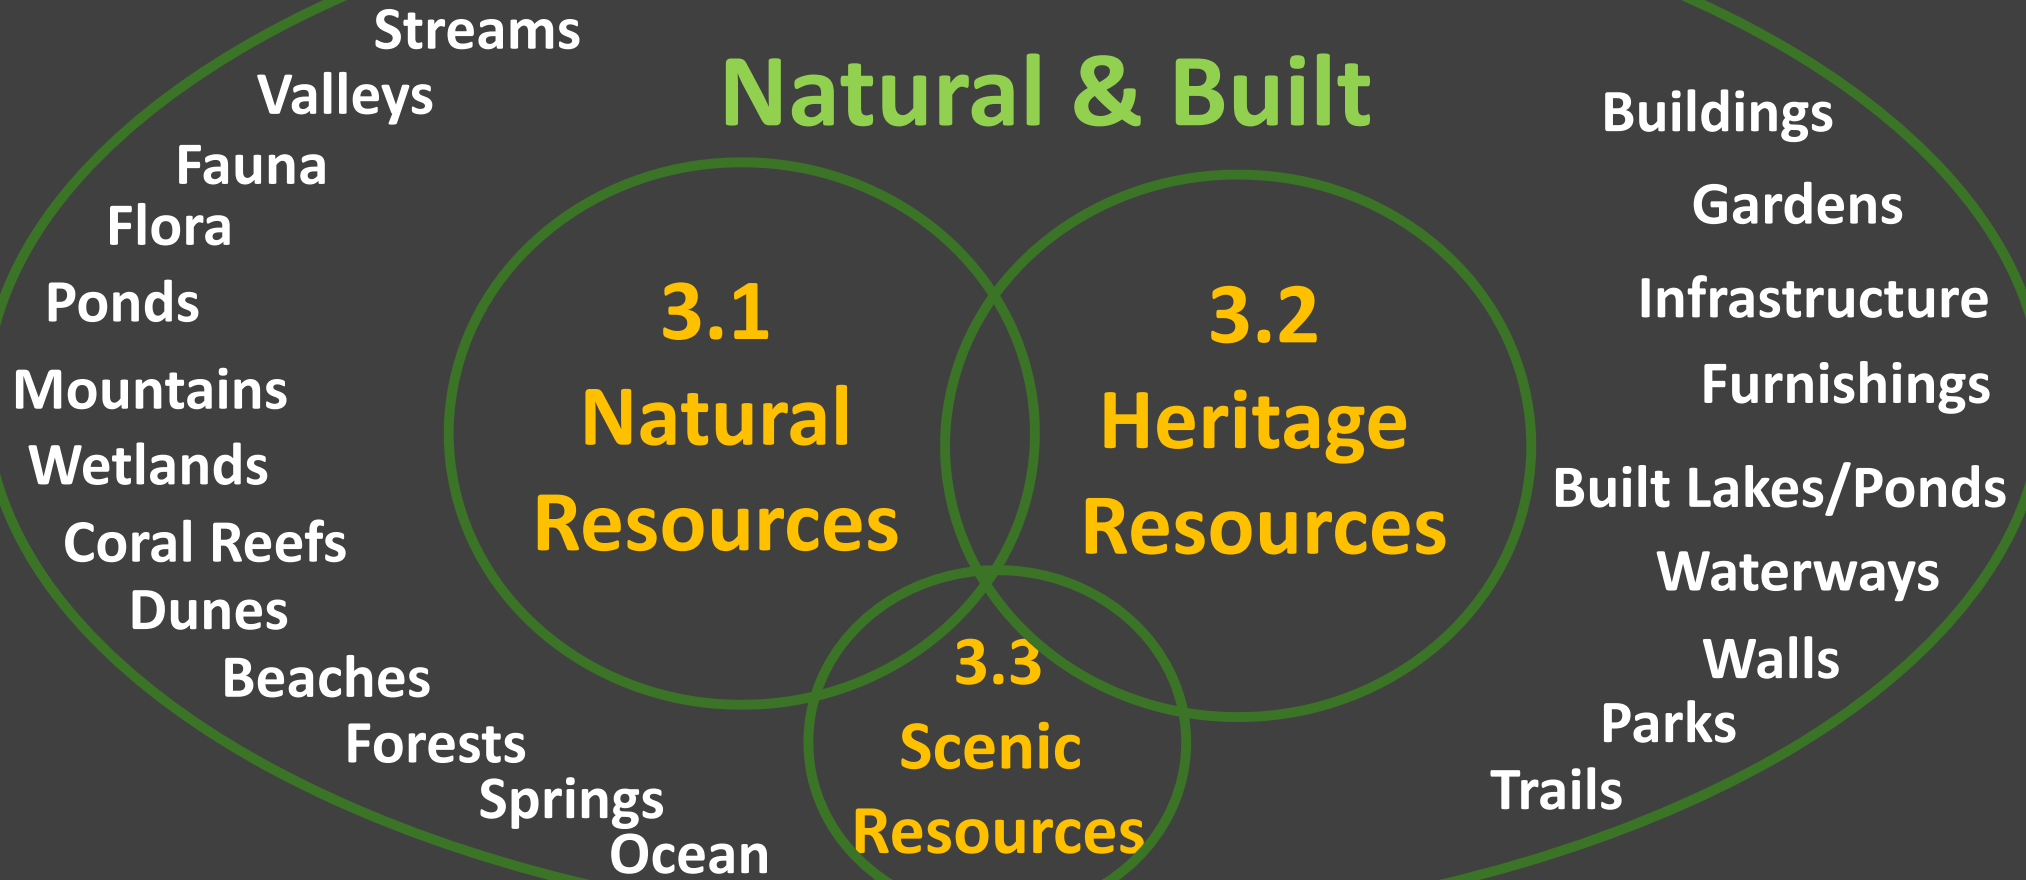 Natural & Built
Streams
Valleys
Fauna
Flora
Ponds
Mountains
Wetlands
Coral Reefs
Dunes
Beaches
Forests
Springs
Ocean
3.1
Natural
Resources
3.2
Heritage
Resources
3.3
Scenic
Resources
Buildings
Gardens
Infrastructure
Furnishings
Built Lakes/Ponds
Waterways
Walls
Parks
Trails